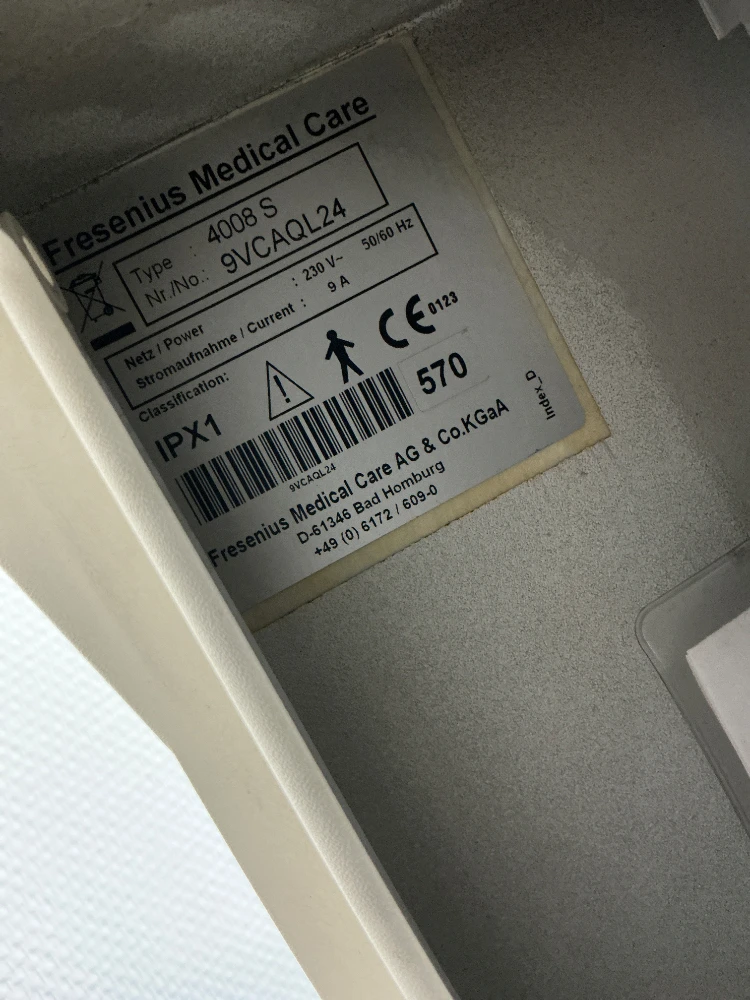 Fresenius Medical Care
Type : 4008 S
Nr./No.: 9VCAQL24
Netz / Power : 230 V~ 50/60 Hz
Stromaufnahme / Current : 9 A
Classification:
CE 0123
IPX1
570
9VCAQL24
Index_D
Fresenius Medical Care AG & Co.KGaA
D-61346 Bad Homburg
+49 (0) 6172 / 609-0